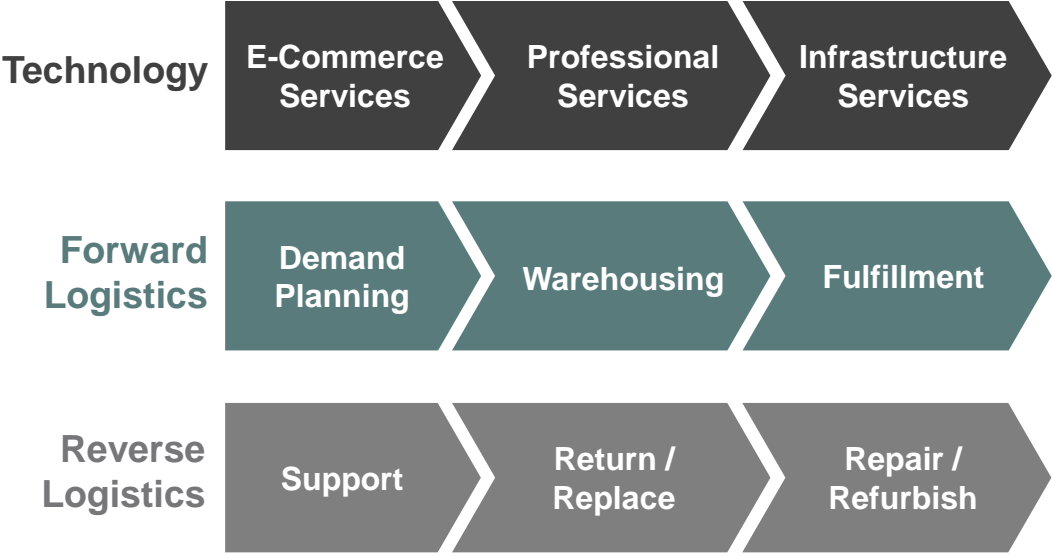 Technology
E-Commerce
Services
Professional
Services
Infrastructure
Services
Forward
Logistics
Demand
Planning
Warehousing
Fulfillment
Reverse
Logistics
Support
Return /
Replace
Repair /
Refurbish